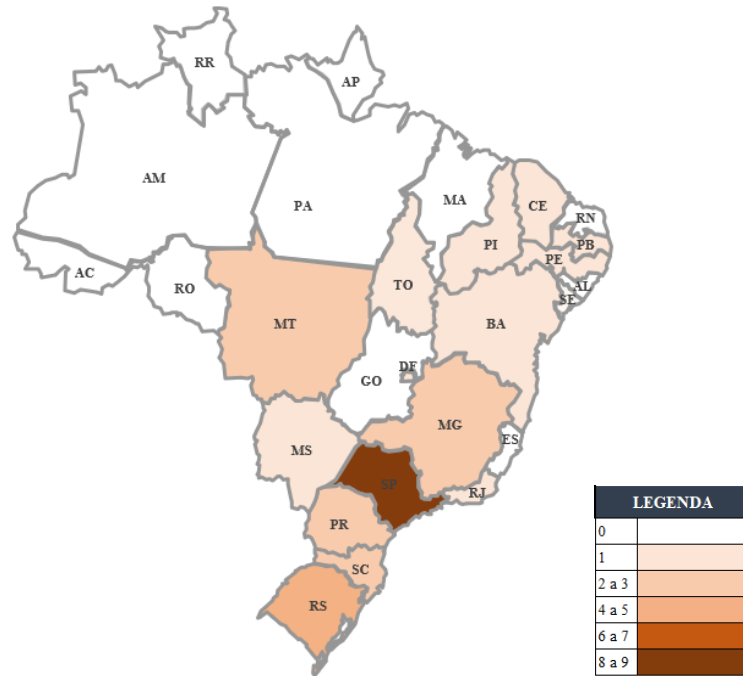 RR
AP
AM
PA
MA
CE
RN
PI
PB
PE
AC
RO
TO
AL
SE
MT
BA
DF
GO
MG
MS
ES
SP
RJ
PR
SC
RS
LEGENDA
0
1
2 a 3
4 a 5
6 a 7
8 a 9